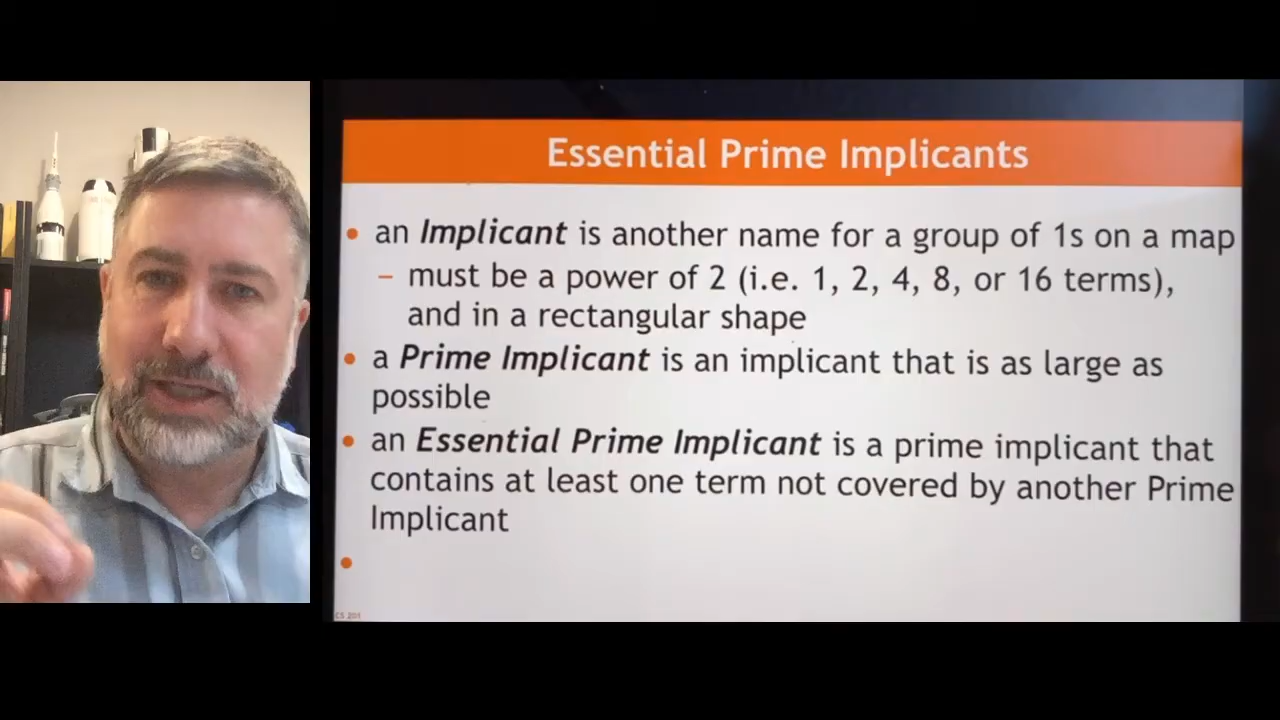 Essential Prime Implicants
• an Implicant is another name for a group of 1s on a map
– must be a power of 2 (i.e. 1, 2, 4, 8, or 16 terms),
and in a rectangular shape
• a Prime Implicant is an implicant that is as large as
possible
• an Essential Prime Implicant is a prime implicant that
contains at least one term not covered by another Prime
Implicant
•